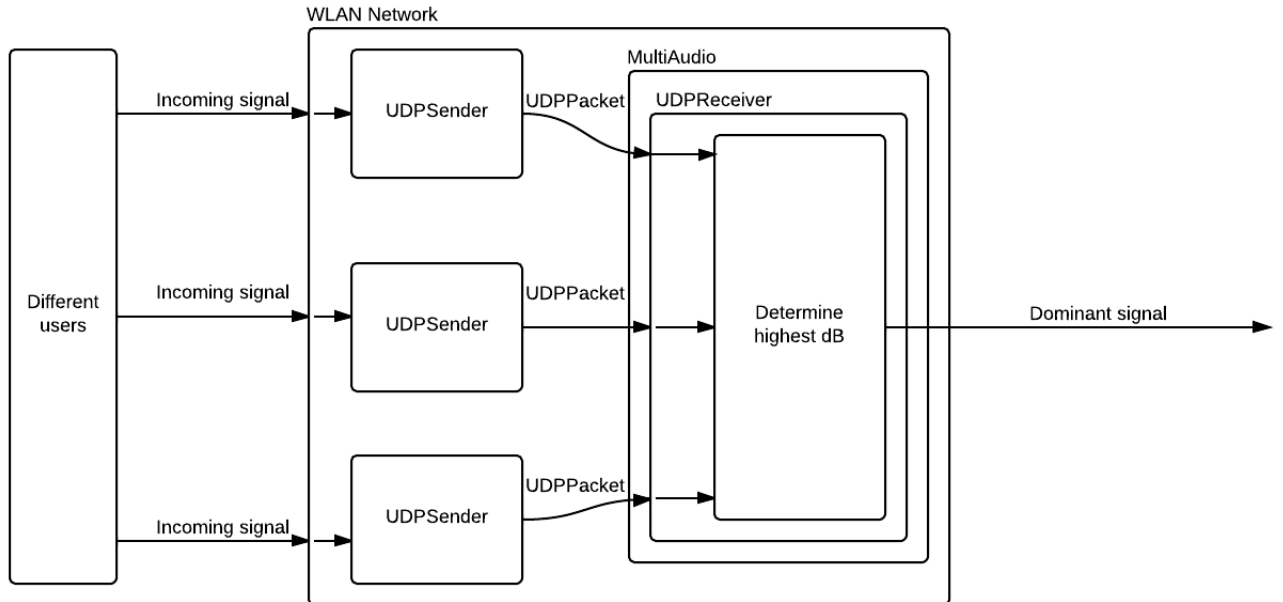 WLAN Network
MultiAudio
Incoming signal
UDPSender
UDPPacket
UDPReceiver
Different
users
Incoming signal
UDPSender
UDPPacket
Determine
highest dB
Dominant signal
Incoming signal
UDPSender
UDPPacket